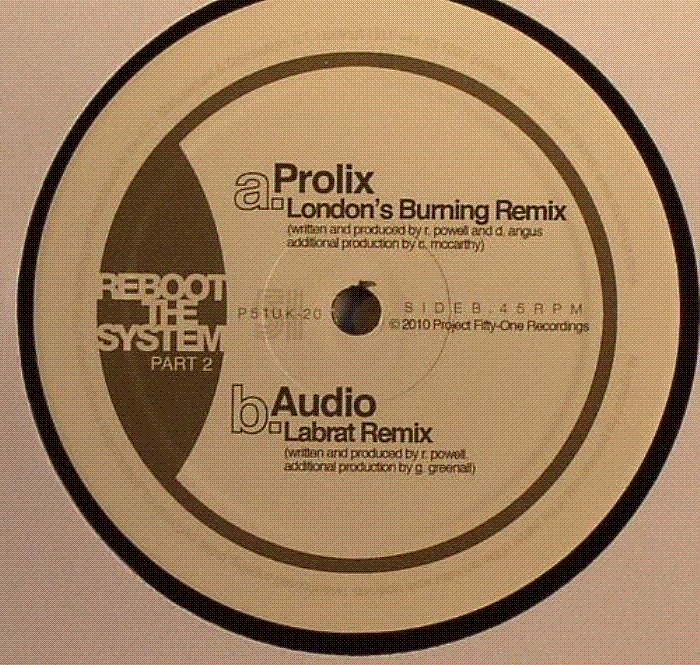 a. Prolix
London's Burning Remix
(written and produced by r. powell and d. angus
additional production by c. mccarthy)
REBOOT
THE
SYSTEM
PART 2
P51UK-20
SIDE B. 45 RPM
© 2010 Project Fifty-One Recordings
b. Audio
Labrat Remix
(written and produced by r. powell,
additional production by g. greenall)